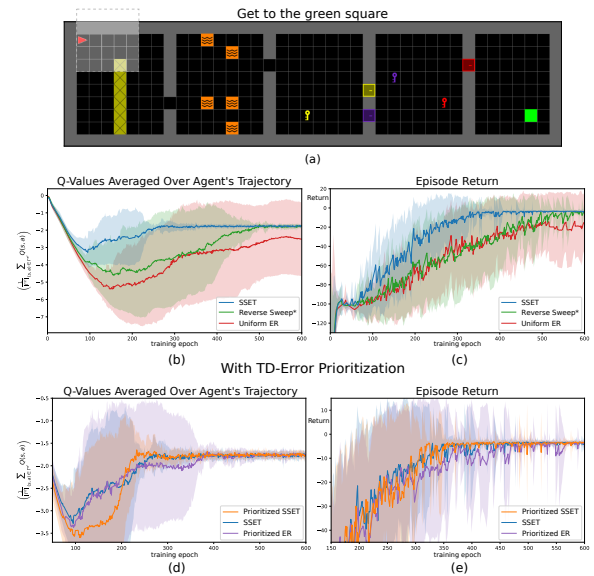 Get to the green square
(a)
Q-Values Averaged Over Agent's Trajectory
0
−1
−2
−3
−4
−5
−6
−7
0
100
200
300
400
500
600
training epoch
SSET
Reverse Sweep*
Uniform ER
(b)
Episode Return
Return
20
0
−20
−40
−60
−80
−100
−120
0
100
200
300
400
500
600
training epoch
SSET
Reverse Sweep*
Uniform ER
(c)
With TD-Error Prioritization
Q-Values Averaged Over Agent's Trajectory
−0.5
−1.0
−1.5
−2.0
−2.5
−3.0
−3.5
0
100
200
300
400
500
600
training epoch
Prioritized SSET
SSET
Prioritized ER
(d)
Episode Return
Return
10
0
−10
−20
−30
−40
150
200
250
300
350
400
450
500
550
600
training epoch
Prioritized SSET
SSET
Prioritized ER
(e)